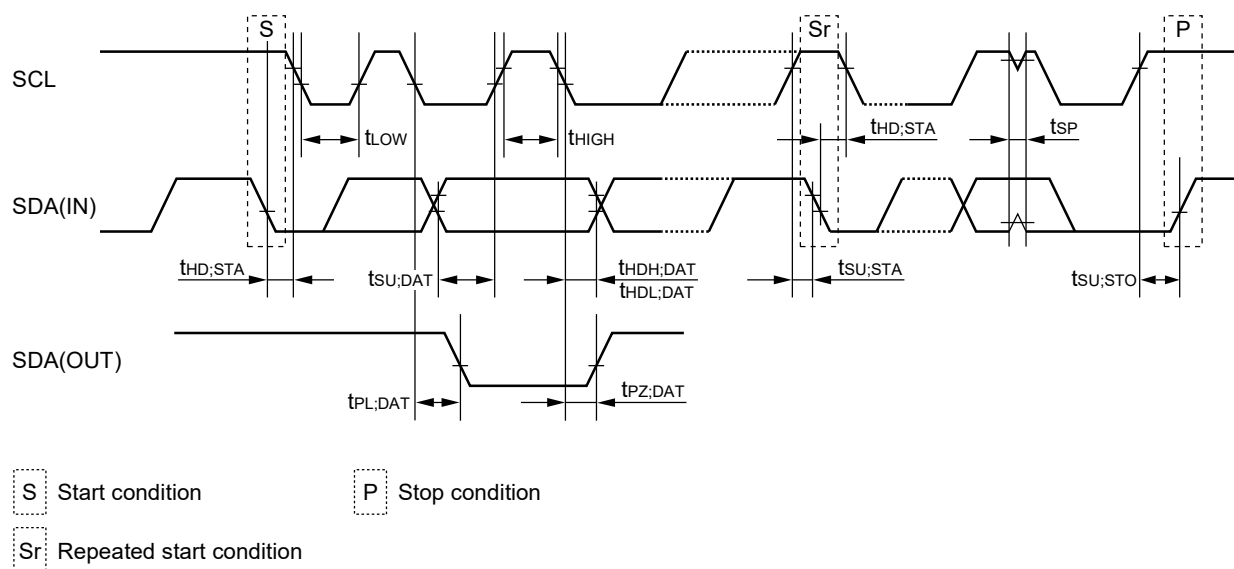 S Sr P
SCL
tLOW tHIGH tHD;STA tSP
SDA(IN)
tHD;STA tSU;DAT tHDH;DAT tSU;STA tSU;STO
tHDL;DAT
SDA(OUT)
tPL;DAT tPZ;DAT
S Start condition P Stop condition
Sr Repeated start condition